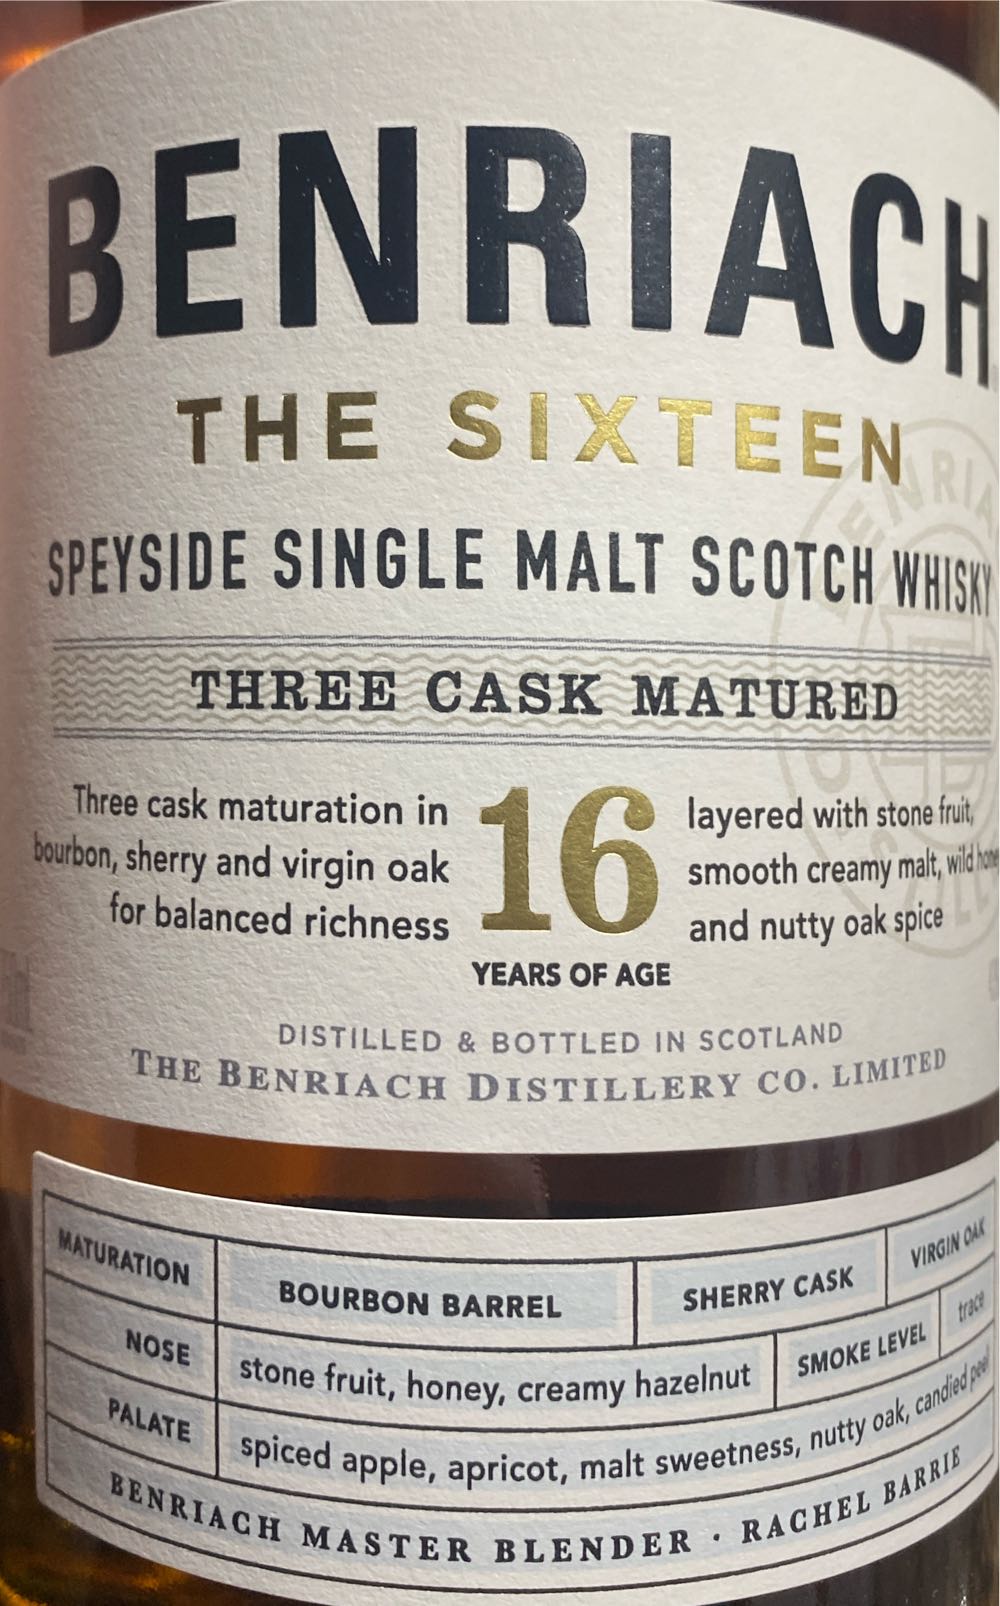 BENRIACH
THE SIXTEEN
SPEYSIDE SINGLE MALT SCOTCH WHISKY
THREE CASK MATURED
Three cask maturation in
bourbon, sherry and virgin oak
for balanced richness
16
YEARS OF AGE
layered with stone fruit,
smooth creamy malt, wild honey
and nutty oak spice
DISTILLED & BOTTLED IN SCOTLAND
THE BENRIACH DISTILLERY CO. LIMITED
MATURATION BOURBON BARREL SHERRY CASK VIRGIN OAK
NOSE stone fruit, honey, creamy hazelnut SMOKE LEVEL trace
PALATE spiced apple, apricot, malt sweetness, nutty oak, candied peel
BENRIACH MASTER BLENDER · RACHEL BARRIE